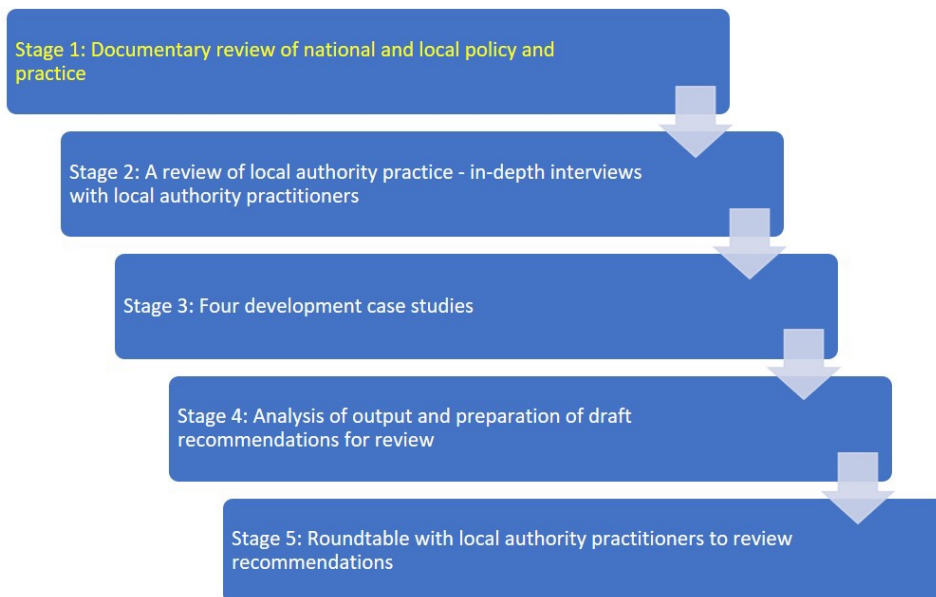 Stage 1: Documentary review of national and local policy and
practice
Stage 2: A review of local authority practice - in-depth interviews
with local authority practitioners
Stage 3: Four development case studies
Stage 4: Analysis of output and preparation of draft
recommendations for review
Stage 5: Roundtable with local authority practitioners to review
recommendations